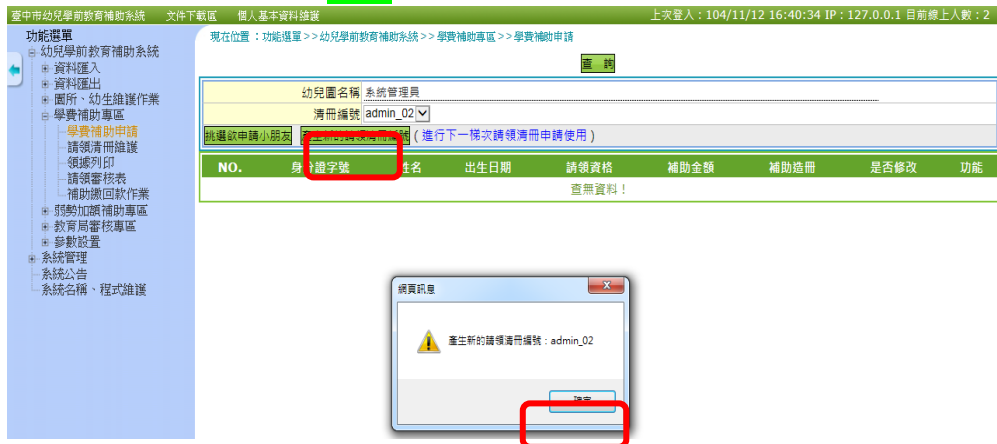 臺中市幼兒學前教育補助系統 文件下載區 個人基本資料維護 上次登入：104/11/12 16:40:34 IP：127.0.0.1 目前線上人數：2
功能選單
幼兒學前教育補助系統
資料匯入
資料匯出
園所、幼生維護作業
學費補助專區
學費補助申請
請領清冊維護
領據列印
請領審核表
補助繳回款作業
弱勢加額補助專區
教育局審核專區
參數設置
系統管理
系統公告
系統名稱、程式維護
現在位置：功能選單>>幼兒學前教育補助系統>>學費補助專區>>學費補助申請
查 詢
幼兒園名稱 系統管理員
清冊編號 admin_02
挑選欲申請小朋友 產生新的請領清冊編號 (進行下一梯次請領清冊申請使用)
NO. 身分證字號 姓名 出生日期 請領資格 補助金額 補助造冊 是否修改 功能
查無資料！
網頁訊息
產生新的請領清冊編號：admin_02
確定